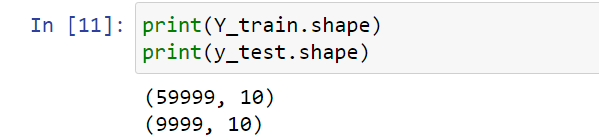 In [11]: print(Y_train.shape)
print(y_test.shape)
(59999, 10)
(9999, 10)